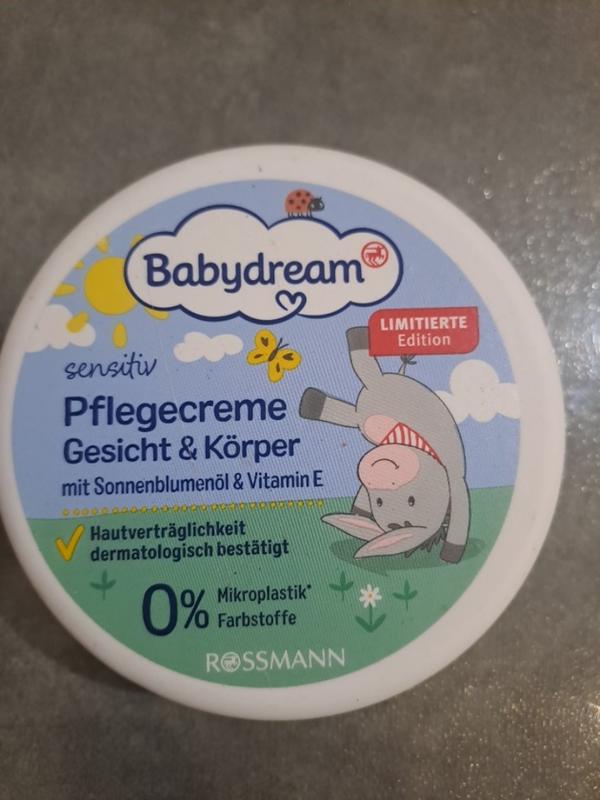 Babydream
LIMITIERTE
Edition
sensitiv
Pflegecreme
Gesicht & Körper
mit Sonnenblumenöl & Vitamin E
Hautverträglichkeit
dermatologisch bestätigt
0% Mikroplastik*
Farbstoffe
ROSSMANN